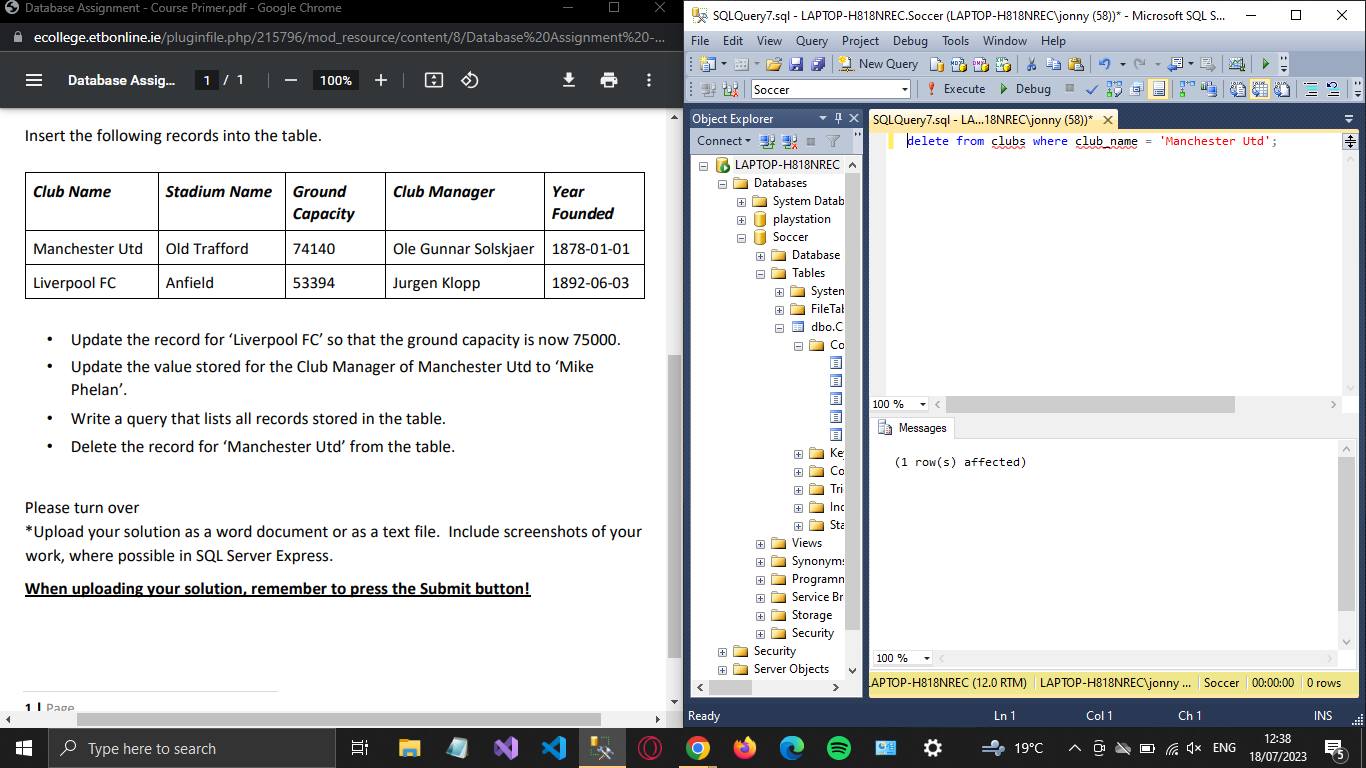 Database Assignment - Course Primer.pdf - Google Chrome
ecollege.etbonline.ie/pluginfile.php/215796/mod_resource/content/8/Database%20Assignment%20-...
Database Assig...
1 / 1
100%
Insert the following records into the table.
Club Name Stadium Name Ground Capacity Club Manager Year Founded
Manchester Utd Old Trafford 74140 Ole Gunnar Solskjaer 1878-01-01
Liverpool FC Anfield 53394 Jurgen Klopp 1892-06-03
• Update the record for ‘Liverpool FC’ so that the ground capacity is now 75000.
• Update the value stored for the Club Manager of Manchester Utd to ‘Mike
Phelan’.
• Write a query that lists all records stored in the table.
• Delete the record for ‘Manchester Utd’ from the table.
Please turn over
*Upload your solution as a word document or as a text file. Include screenshots of your
work, where possible in SQL Server Express.
When uploading your solution, remember to press the Submit button!
1 | Page
SQLQuery7.sql - LAPTOP-H818NREC.Soccer (LAPTOP-H818NREC\jonny (58))* - Microsoft SQL S...
File Edit View Query Project Debug Tools Window Help
New Query
Soccer
Execute Debug
Object Explorer
Connect
LAPTOP-H818NREC
Databases
System Datab
playstation
Soccer
Database
Tables
System
FileTab
dbo.C
Co
Key
Co
Tri
Inc
Sta
Views
Synonyms
Programm
Service Br
Storage
Security
Security
Server Objects
SQLQuery7.sql - LA...18NREC\jonny (58))*
delete from clubs where club_name = 'Manchester Utd';
100 %
Messages
(1 row(s) affected)
100 %
LAPTOP-H818NREC (12.0 RTM) LAPTOP-H818NREC\jonny ... Soccer 00:00:00 0 rows
Ready Ln 1 Col 1 Ch 1 INS
Type here to search
19°C
ENG
12:38
18/07/2023
5